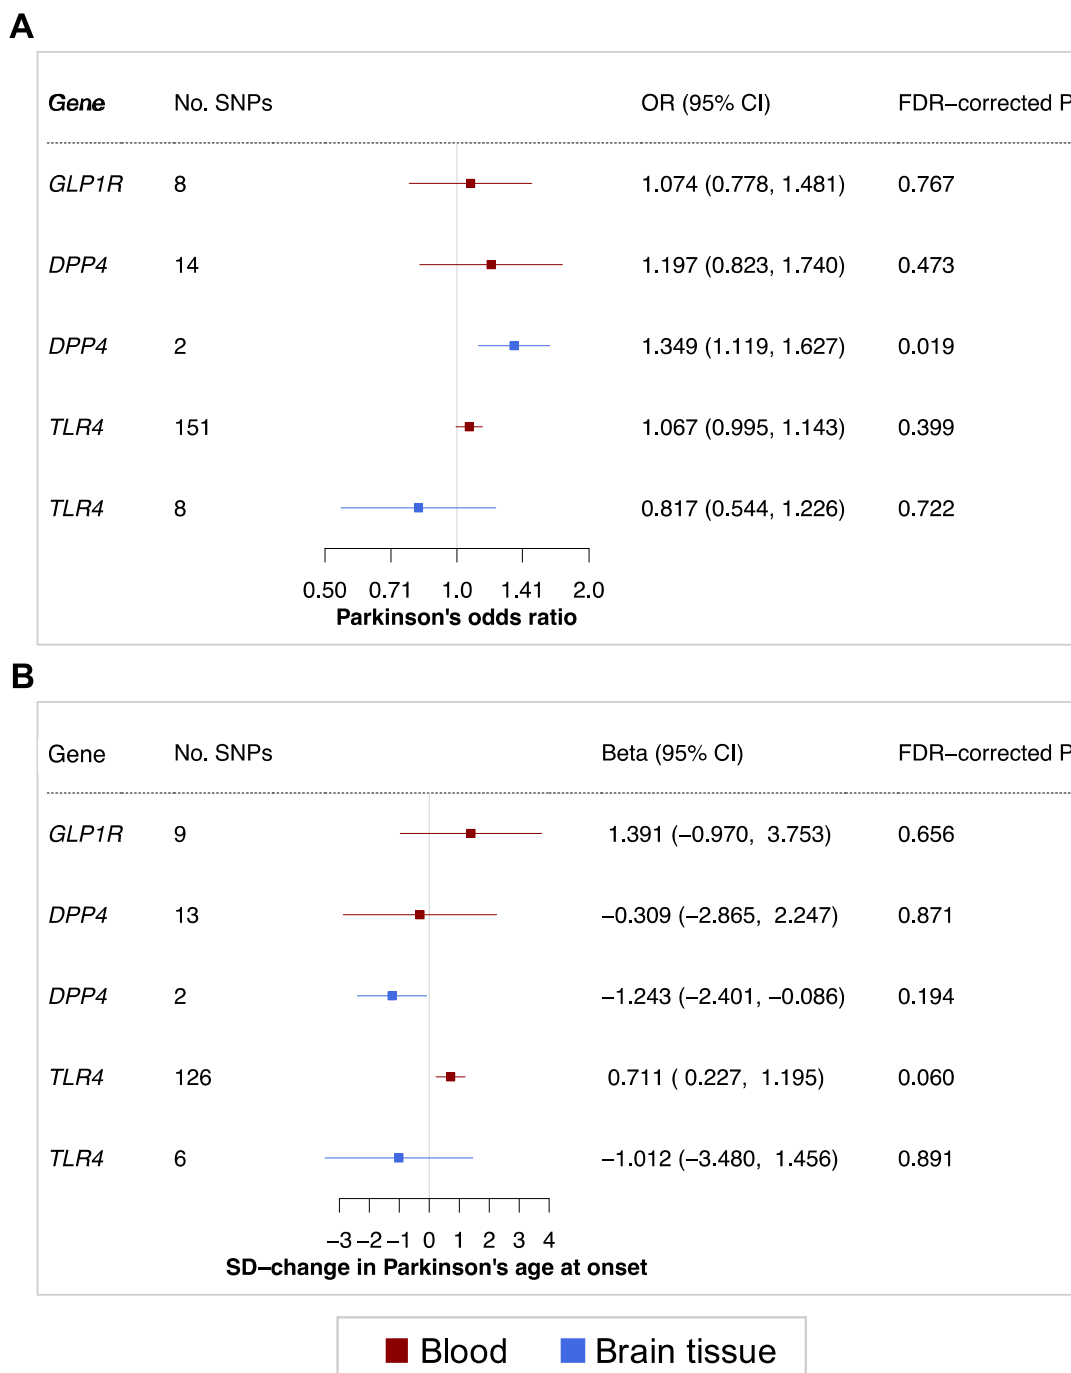 A
Gene No. SNPs OR (95% CI) FDR−corrected P
GLP1R 8 1.074 (0.778, 1.481) 0.767
DPP4 14 1.197 (0.823, 1.740) 0.473
DPP4 2 1.349 (1.119, 1.627) 0.019
TLR4 151 1.067 (0.995, 1.143) 0.399
TLR4 8 0.817 (0.544, 1.226) 0.722
0.50 0.71 1.0 1.41 2.0
Parkinson's odds ratio
B
Gene No. SNPs Beta (95% CI) FDR−corrected P
GLP1R 9 1.391 (−0.970, 3.753) 0.656
DPP4 13 −0.309 (−2.865, 2.247) 0.871
DPP4 2 −1.243 (−2.401, −0.086) 0.194
TLR4 126 0.711 ( 0.227, 1.195) 0.060
TLR4 6 −1.012 (−3.480, 1.456) 0.891
−3 −2 −1 0 1 2 3 4
SD−change in Parkinson's age at onset
Blood Brain tissue